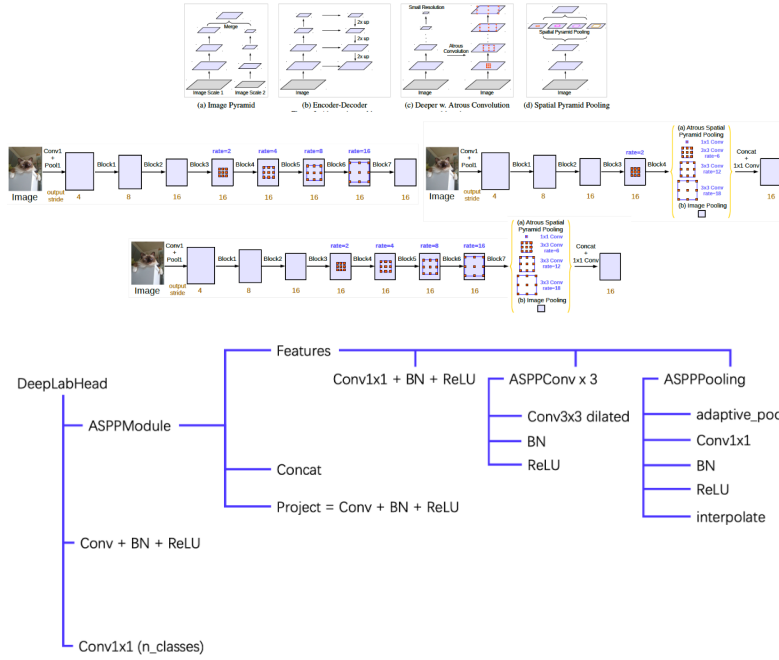 Small Resolution
Merge
2x up
2x up
2x up
Atrous
Convolution
Spatial Pyramid Pooling
Image Scale 1
Image Scale 2
Image
Image
Image
Image
(a) Image Pyramid
(b) Encoder-Decoder
(c) Deeper w. Atrous Convolution
(d) Spatial Pyramid Pooling
Conv1
+
Pool1
Block1
Block2
Block3
rate=2
Block4
rate=4
Block5
rate=8
Block6
rate=16
Block7
Image
output
stride
4
8
16
16
16
16
16
16
Conv1
+
Pool1
Block1
Block2
Block3
rate=2
Block4
(a) Atrous Spatial
Pyramid Pooling
1x1 Conv
3x3 Conv
rate=6
3x3 Conv
rate=12
3x3 Conv
rate=18
(b) Image Pooling
Concat
+
1x1 Conv
Image
output
stride
4
8
16
16
16
Conv1
+
Pool1
Block1
Block2
Block3
rate=2
Block4
rate=4
Block5
rate=8
Block6
rate=16
Block7
(a) Atrous Spatial
Pyramid Pooling
1x1 Conv
3x3 Conv
rate=6
3x3 Conv
rate=12
3x3 Conv
rate=18
(b) Image Pooling
Concat
+
1x1 Conv
Image
output
stride
4
8
16
16
16
16
16
16
Features
DeepLabHead
Conv1x1 + BN + ReLU
ASPPConv x 3
ASPPPooling
ASPPModule
Conv3x3 dilated
adaptive_poo
BN
Conv1x1
ReLU
BN
Concat
ReLU
Project = Conv + BN + ReLU
interpolate
Conv + BN + ReLU
Conv1x1 (n_classes)